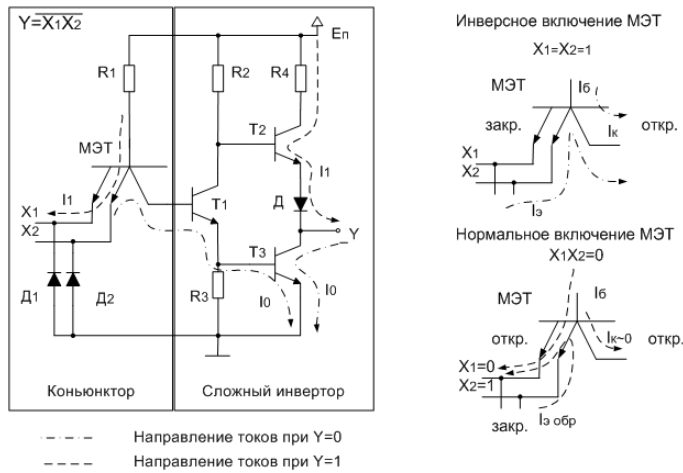 Y=X1X2
Eп
R1
R2
R4
МЭТ
T2
I1
I1
X1
X2
T1
Д
Y
T3
Д1
Д2
R3
I0
I0
Коньюнктор
Сложный инвертор
Направление токов при Y=0
Направление токов при Y=1
Инверсное включение МЭТ
X1=X2=1
МЭТ
Iб
закр.
Iк
откр.
X1
X2
Iэ
Нормальное включение МЭТ
X1X2=0
МЭТ
Iб
откр.
Iк~0
откр.
X1=0
X2=1
закр.
Iэ обр